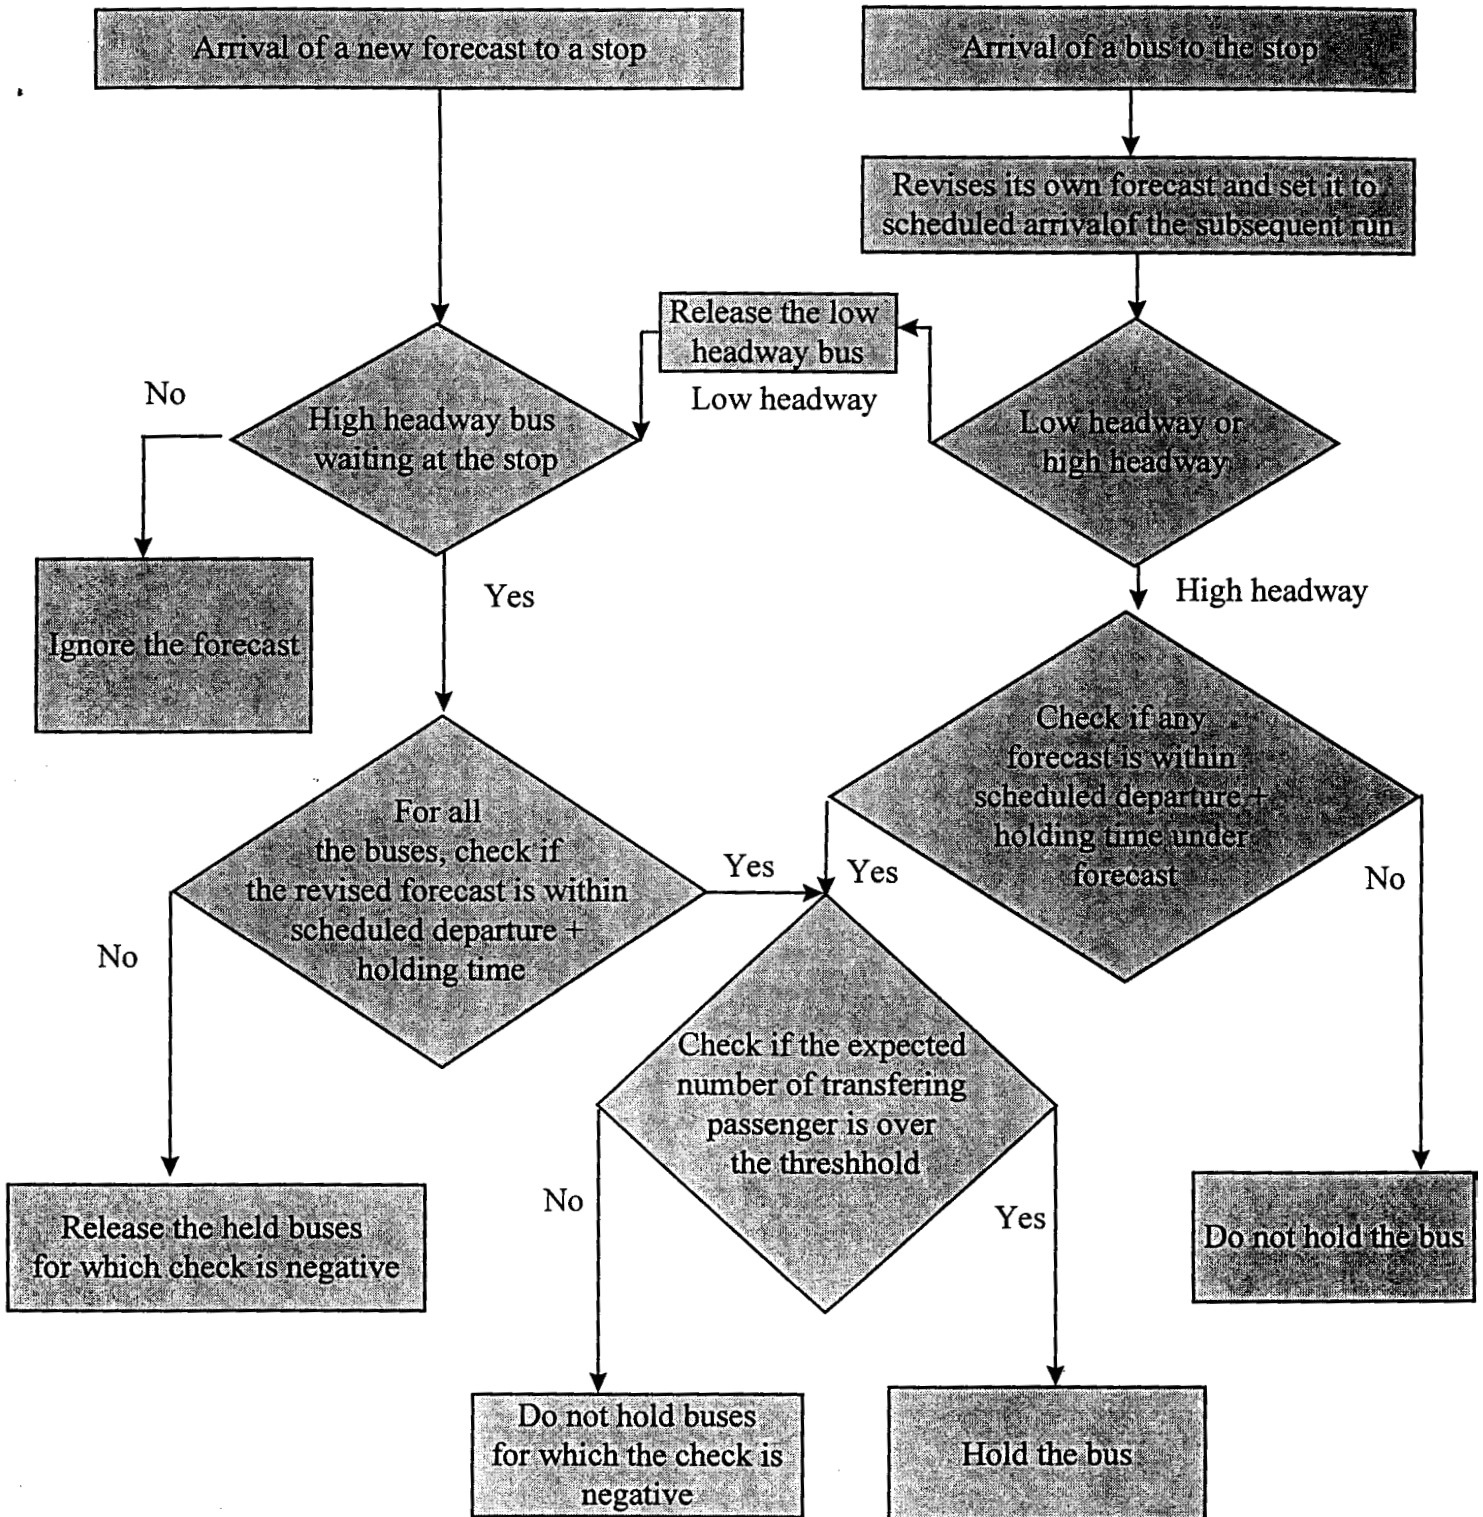 Arrival of a new forecast to a stop
Arrival of a bus to the stop
Revises its own forecast and set it to
scheduled arrivalof the subsequent run
Release the low
headway bus
Low headway
No
High headway bus
waiting at the stop
Low headway or
high headway
Yes
High headway
Ignore the forecast
Check if any
forecast is within
scheduled departure +
holding time under
forecast
For all
the buses, check if
the revised forecast is within
scheduled departure +
holding time
Yes
Yes
No
No
Check if the expected
number of transfering
passenger is over
the threshhold
No
Yes
Release the held buses
for which check is negative
Do not hold the bus
Do not hold buses
for which the check is
negative
Hold the bus